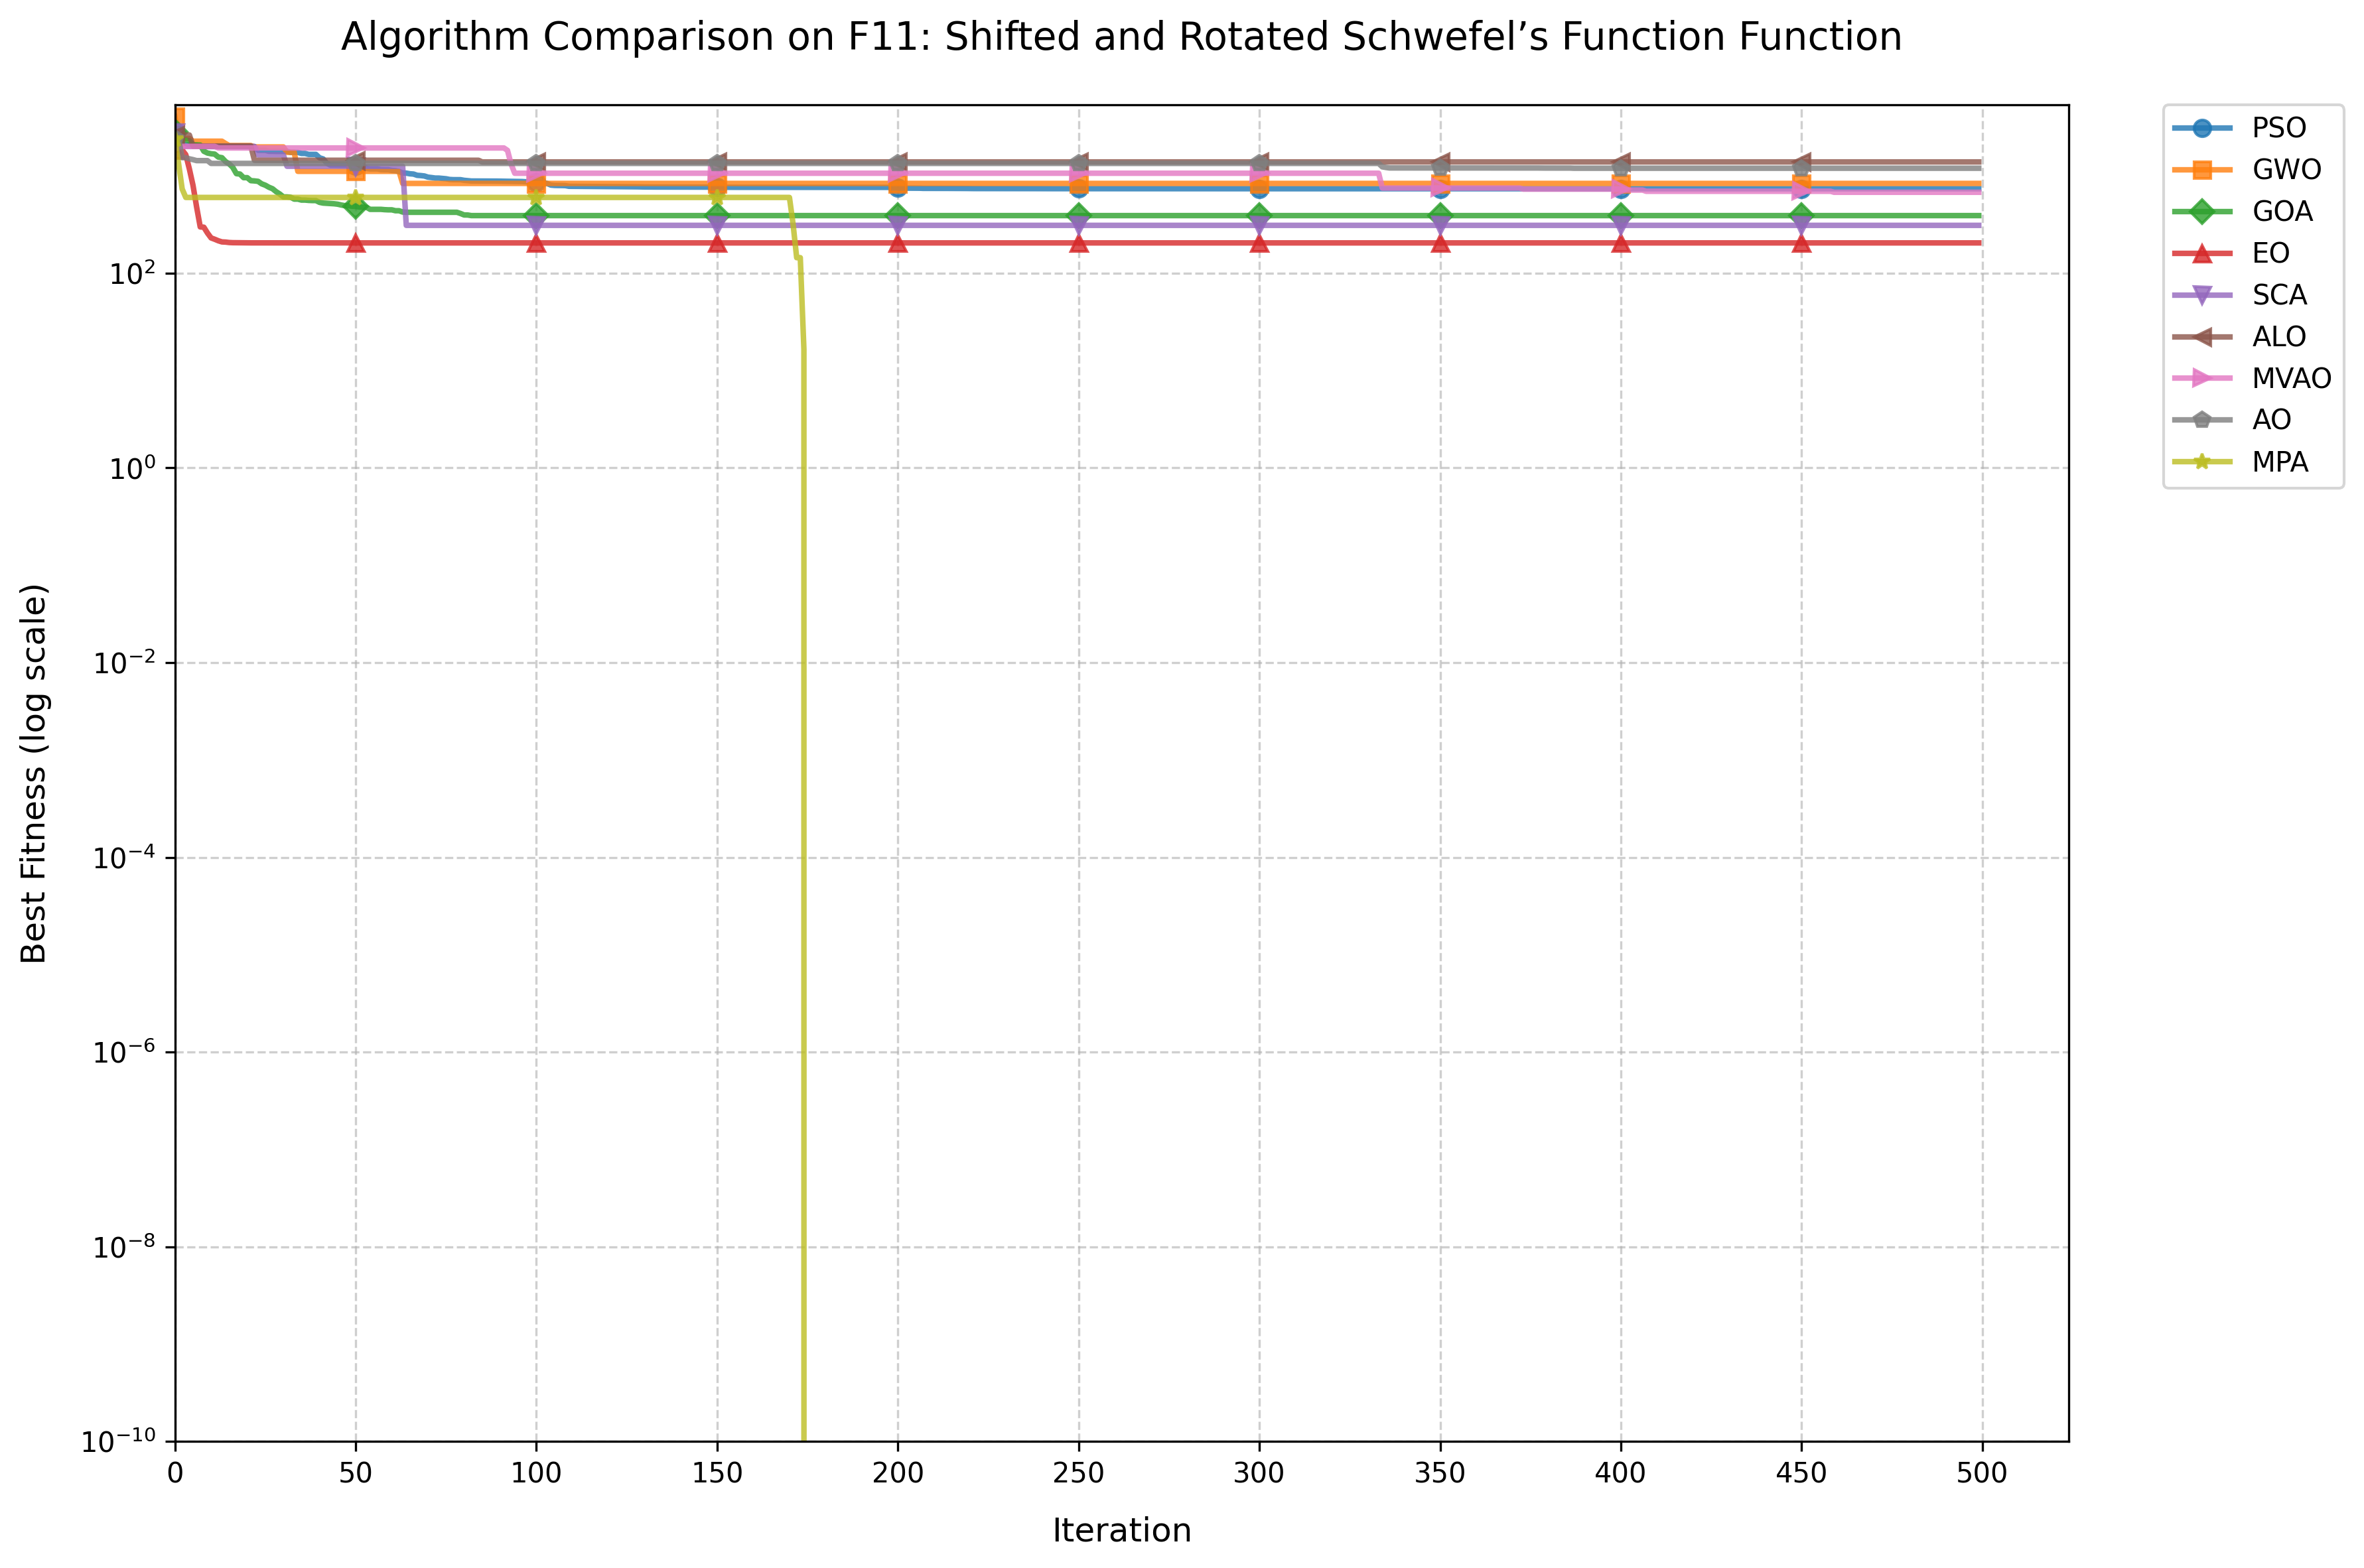 Algorithm Comparison on F11: Shifted and Rotated Schwefel’s Function Function
PSO
GWO
GOA
EO
SCA
ALO
MVAO
AO
MPA
Best Fitness (log scale)
10²
10⁰
10⁻²
10⁻⁴
10⁻⁶
10⁻⁸
10⁻¹⁰
0 50 100 150 200 250 300 350 400 450 500
Iteration